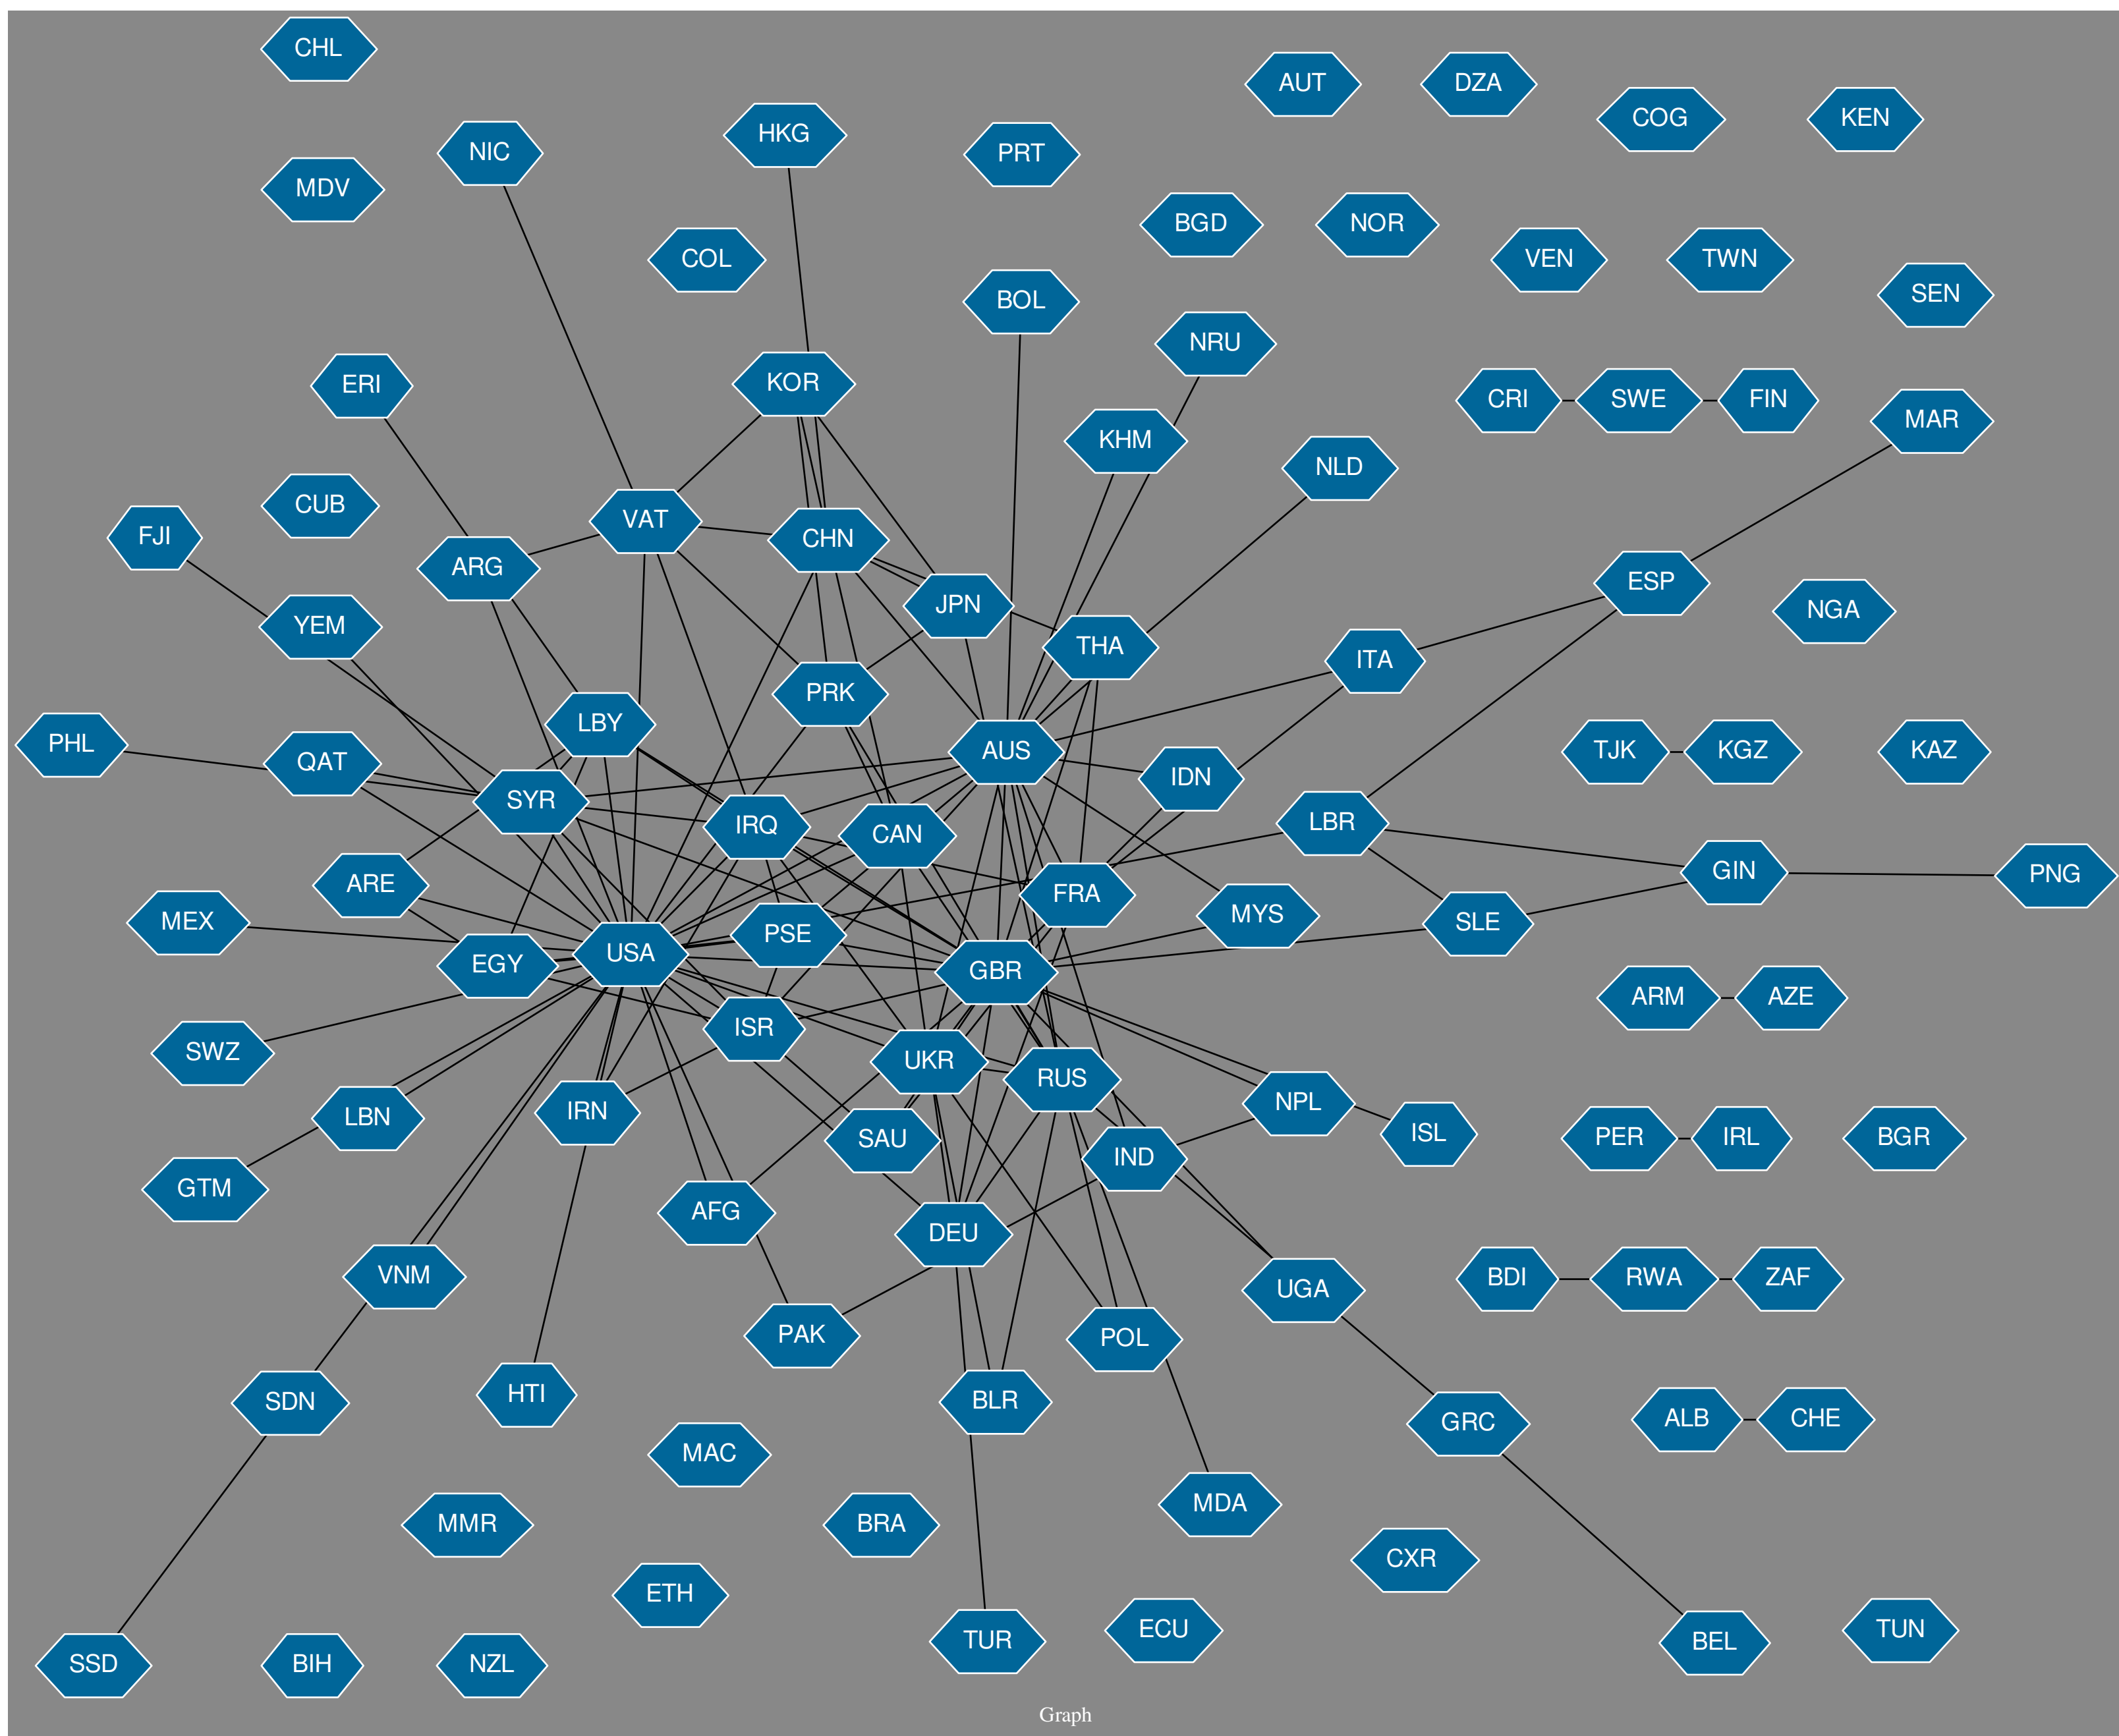 CHL
AUT
DZA
COG
KEN
HKG
NIC
PRT
MDV
BGD
NOR
COL
VEN
TWN
SEN
BOL
NRU
KOR
ERI
CRI
SWE
FIN
MAR
KHM
NLD
CUB
VAT
FJI
CHN
ARG
ESP
JPN
NGA
YEM
THA
ITA
PRK
LBY
PHL
AUS
TJK
KGZ
KAZ
QAT
IDN
SYR
LBR
IRQ
CAN
GIN
PNG
ARE
FRA
MYS
MEX
SLE
PSE
USA
EGY
GBR
ARM
AZE
ISR
SWZ
UKR
RUS
NPL
IRN
LBN
ISL
PER
IRL
BGR
SAU
IND
GTM
AFG
DEU
VNM
BDI
RWA
ZAF
UGA
PAK
POL
HTI
SDN
BLR
GRC
ALB
CHE
MAC
MDA
MMR
BRA
CXR
ETH
ECU
TUN
TUR
BEL
SSD
BIH
NZL
Graph